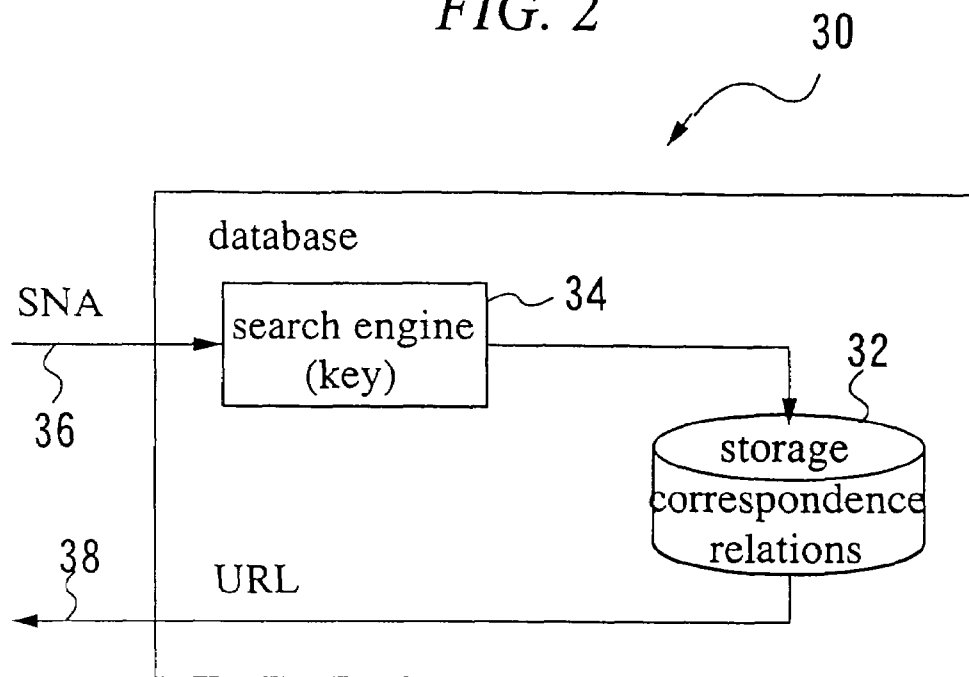 FIG. 2
30
database
SNA
34
search engine
(key)
32
36
storage
correspondence
relations
38
URL